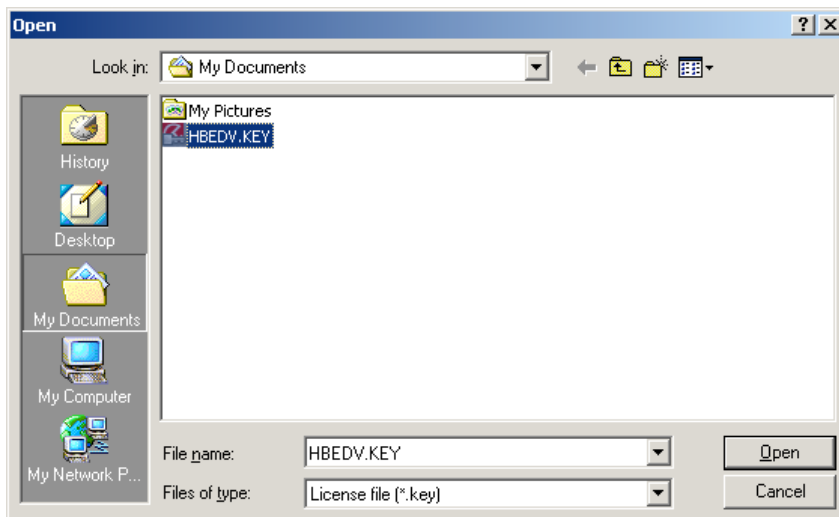 Open
Look in: My Documents
My Pictures
HBEDV.KEY
History
Desktop
My Documents
My Computer
My Network P...
File name: HBEDV.KEY Open
Files of type: License file (*.key) Cancel